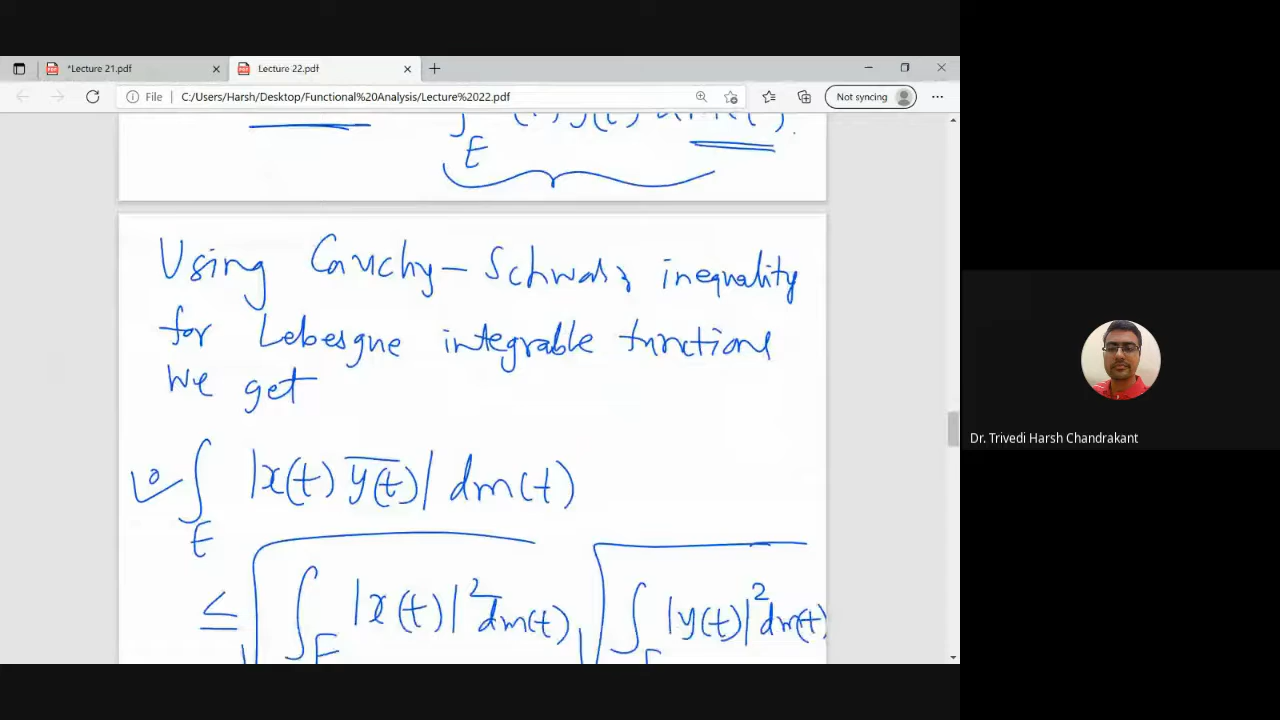 *Lecture 21.pdf
Lecture 22.pdf
File | C:/Users/Harsh/Desktop/Functional%20Analysis/Lecture%2022.pdf
Not syncing
E
Using Cauchy-Schwarz inequality
for Lebesgue integrable functions
we get
∫_E |x(t) \overline{y(t)}| dm(t)
≤ √(∫_E |x(t)|² dm(t)) √(∫_E |y(t)|² dm(t))
Dr. Trivedi Harsh Chandrakant